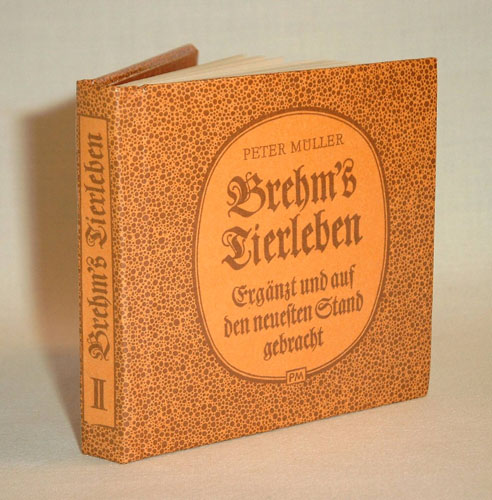 PETER MÜLLER
Brehm's
Tierleben
Ergänzt und auf
den neuesten Stand
gebracht
PM
Brehm's Tierleben
II